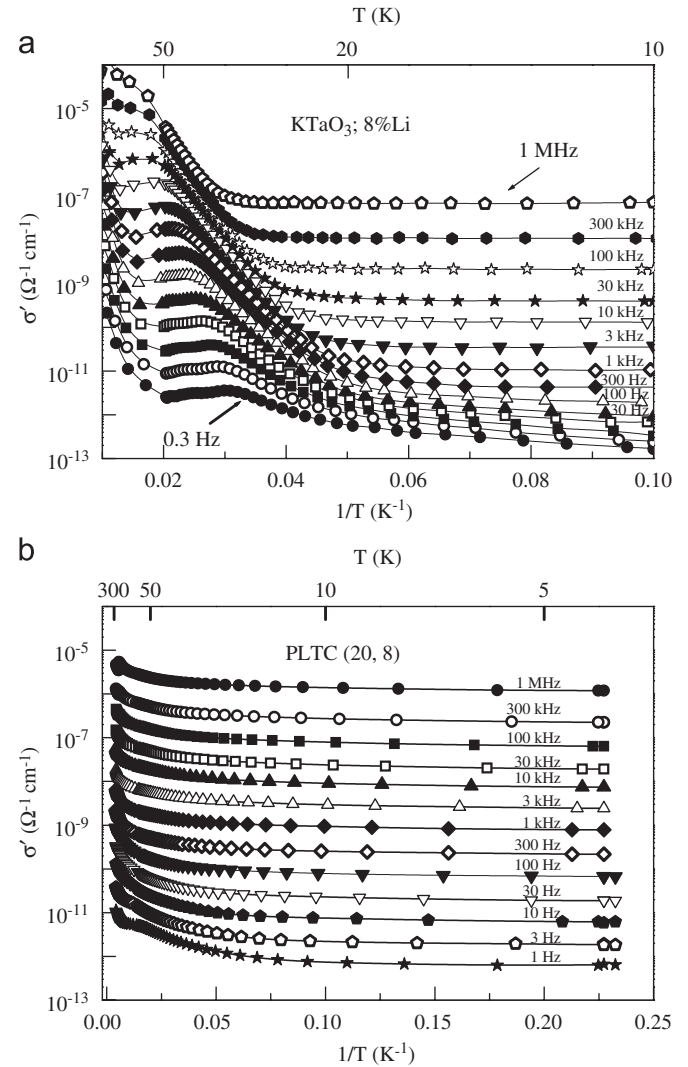 a
T (K)
50 20 10
KTaO₃; 8%Li
1 MHz
300 kHz
100 kHz
30 kHz
10 kHz
3 kHz
1 kHz
300 Hz
100 Hz
30 Hz
0.3 Hz
10⁻⁵
10⁻⁷
10⁻⁹
10⁻¹¹
10⁻¹³
σ′ (Ω⁻¹ cm⁻¹)
0.02 0.04 0.06 0.08 0.10
1/T (K⁻¹)
b
T (K)
300 50 10 5
PLTC (20, 8)
1 MHz
300 kHz
100 kHz
30 kHz
10 kHz
3 kHz
1 kHz
300 Hz
100 Hz
30 Hz
10 Hz
3 Hz
1 Hz
10⁻⁵
10⁻⁷
10⁻⁹
10⁻¹¹
10⁻¹³
σ′ (Ω⁻¹ cm⁻¹)
0.00 0.05 0.10 0.15 0.20 0.25
1/T (K⁻¹)